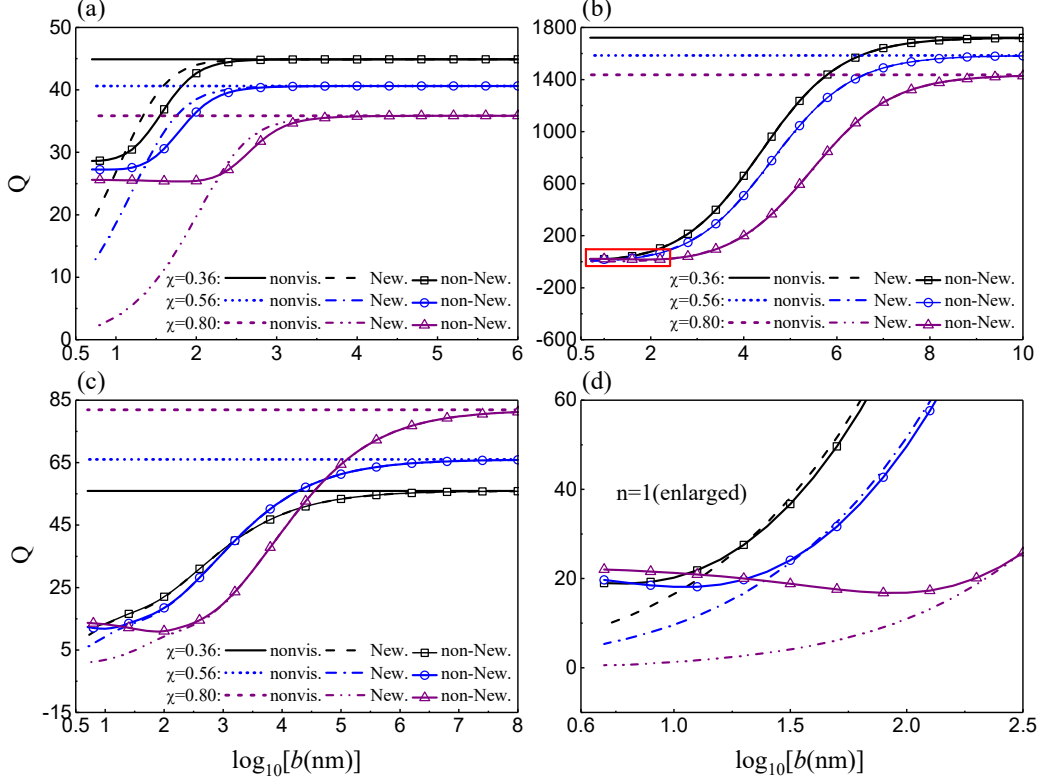 (a)
50
40
30
20
10
0
Q
χ=0.36: nonvis. New. non-New.
χ=0.56: nonvis. New. non-New.
χ=0.80: nonvis. New. non-New.
0.5 1 2 3 4 5 6
(b)
1800
1400
1000
600
200
-200
-600
χ=0.36: nonvis. New. non-New.
χ=0.56: nonvis. New. non-New.
χ=0.80: nonvis. New. non-New.
0.5 2 4 6 8 10
(c)
85
65
45
25
5
-15
Q
χ=0.36: nonvis. New. non-New.
χ=0.56: nonvis. New. non-New.
χ=0.80: nonvis. New. non-New.
1 2 3 4 5 6 7 8
log10[b(nm)]
(d)
60
40
20
0
n=1(enlarged)
0.6 1.0 1.5 2.0 2.5
log10[b(nm)]